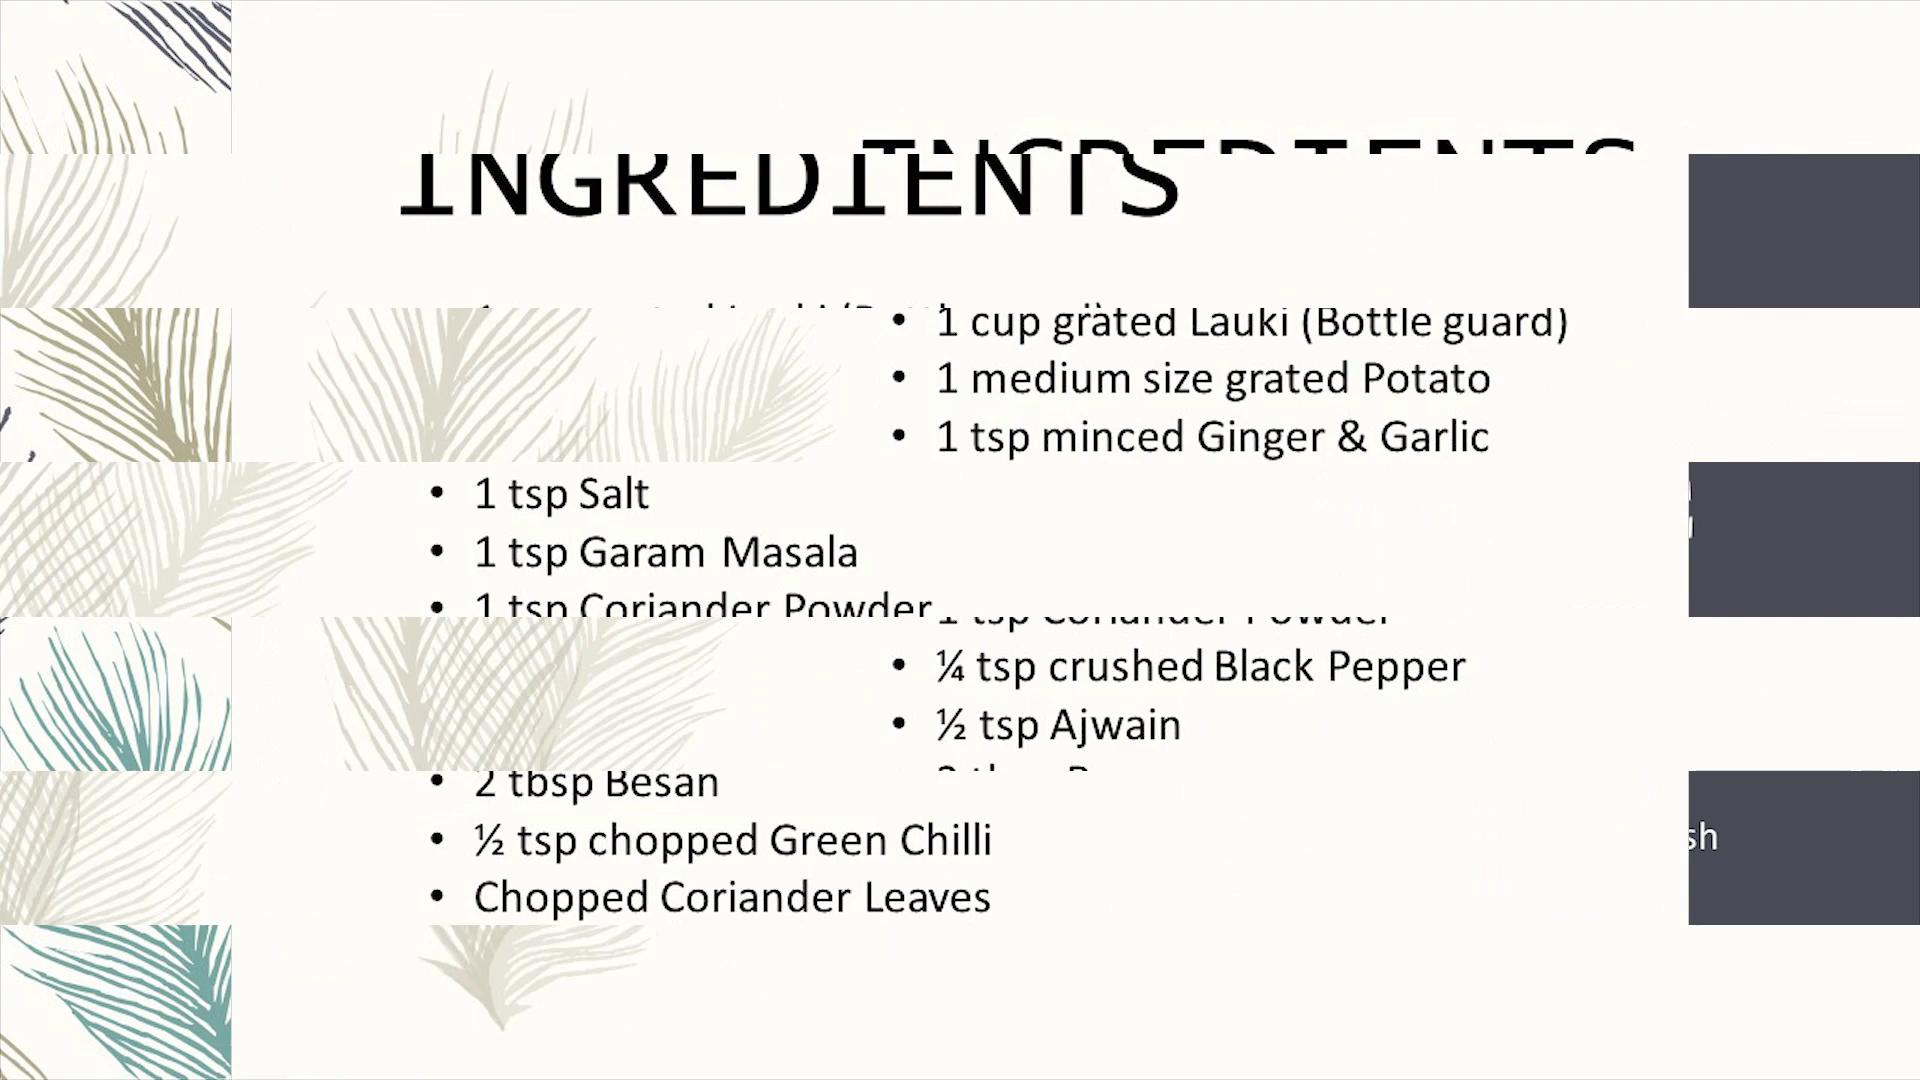 INGREDIENTS
• 1 cup grated Lauki (Bottle guard)
• 1 medium size grated Potato
• 1 tsp minced Ginger & Garlic
• 1 tsp Salt
• 1 tsp Garam Masala
• 1 tsp Coriander Powder
• ¼ tsp crushed Black Pepper
• ½ tsp Ajwain
• 2 tbsp Besan
• ½ tsp chopped Green Chilli
• Chopped Coriander Leaves